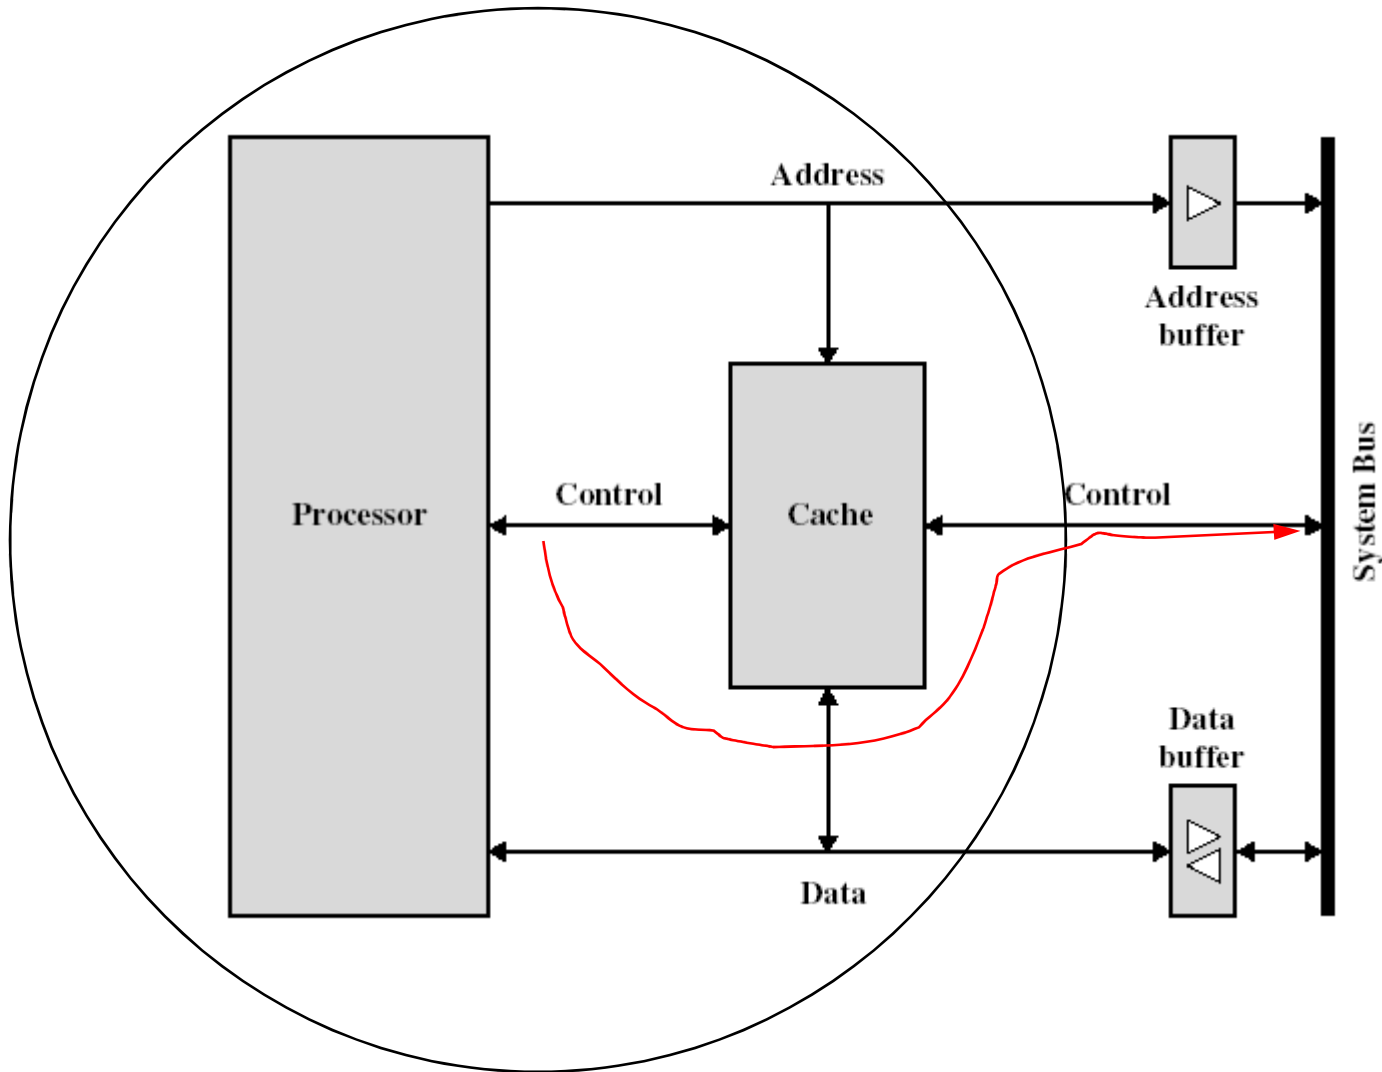 Address
Address
buffer
Control
Control
Processor
Cache
System Bus
Data
buffer
Data